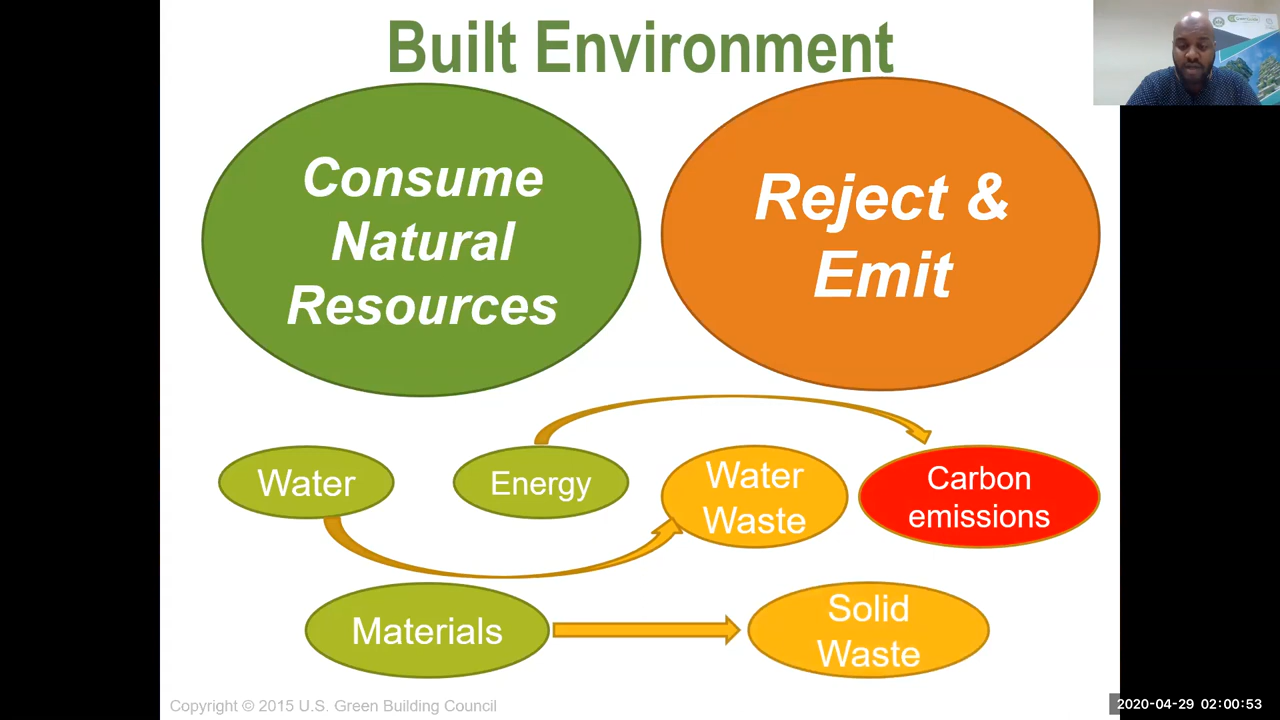 Built Environment
Consume
Natural
Resources
Reject &
Emit
Water
Energy
Water
Waste
Carbon
emissions
Materials
Solid
Waste
Copyright © 2015 U.S. Green Building Council
2020-04-29 02:00:53